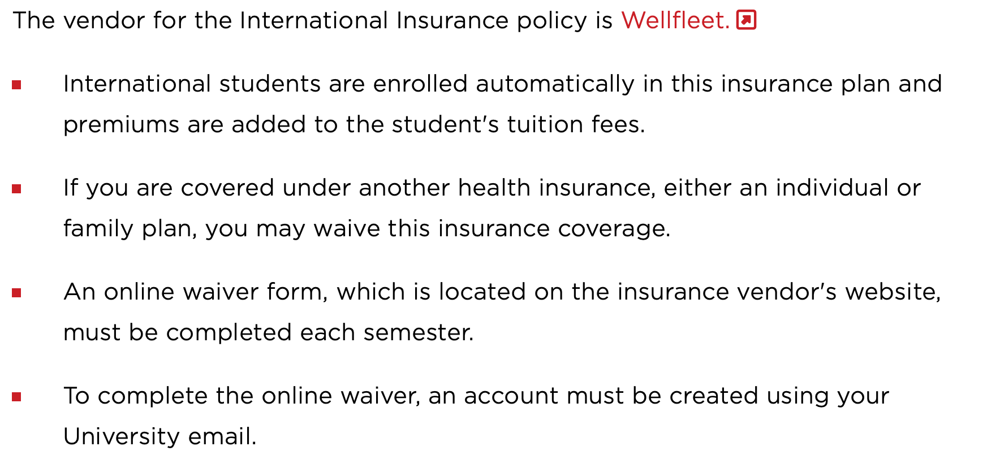 The vendor for the International Insurance policy is Wellfleet.
International students are enrolled automatically in this insurance plan and
premiums are added to the student's tuition fees.
If you are covered under another health insurance, either an individual or
family plan, you may waive this insurance coverage.
An online waiver form, which is located on the insurance vendor's website,
must be completed each semester.
To complete the online waiver, an account must be created using your
University email.